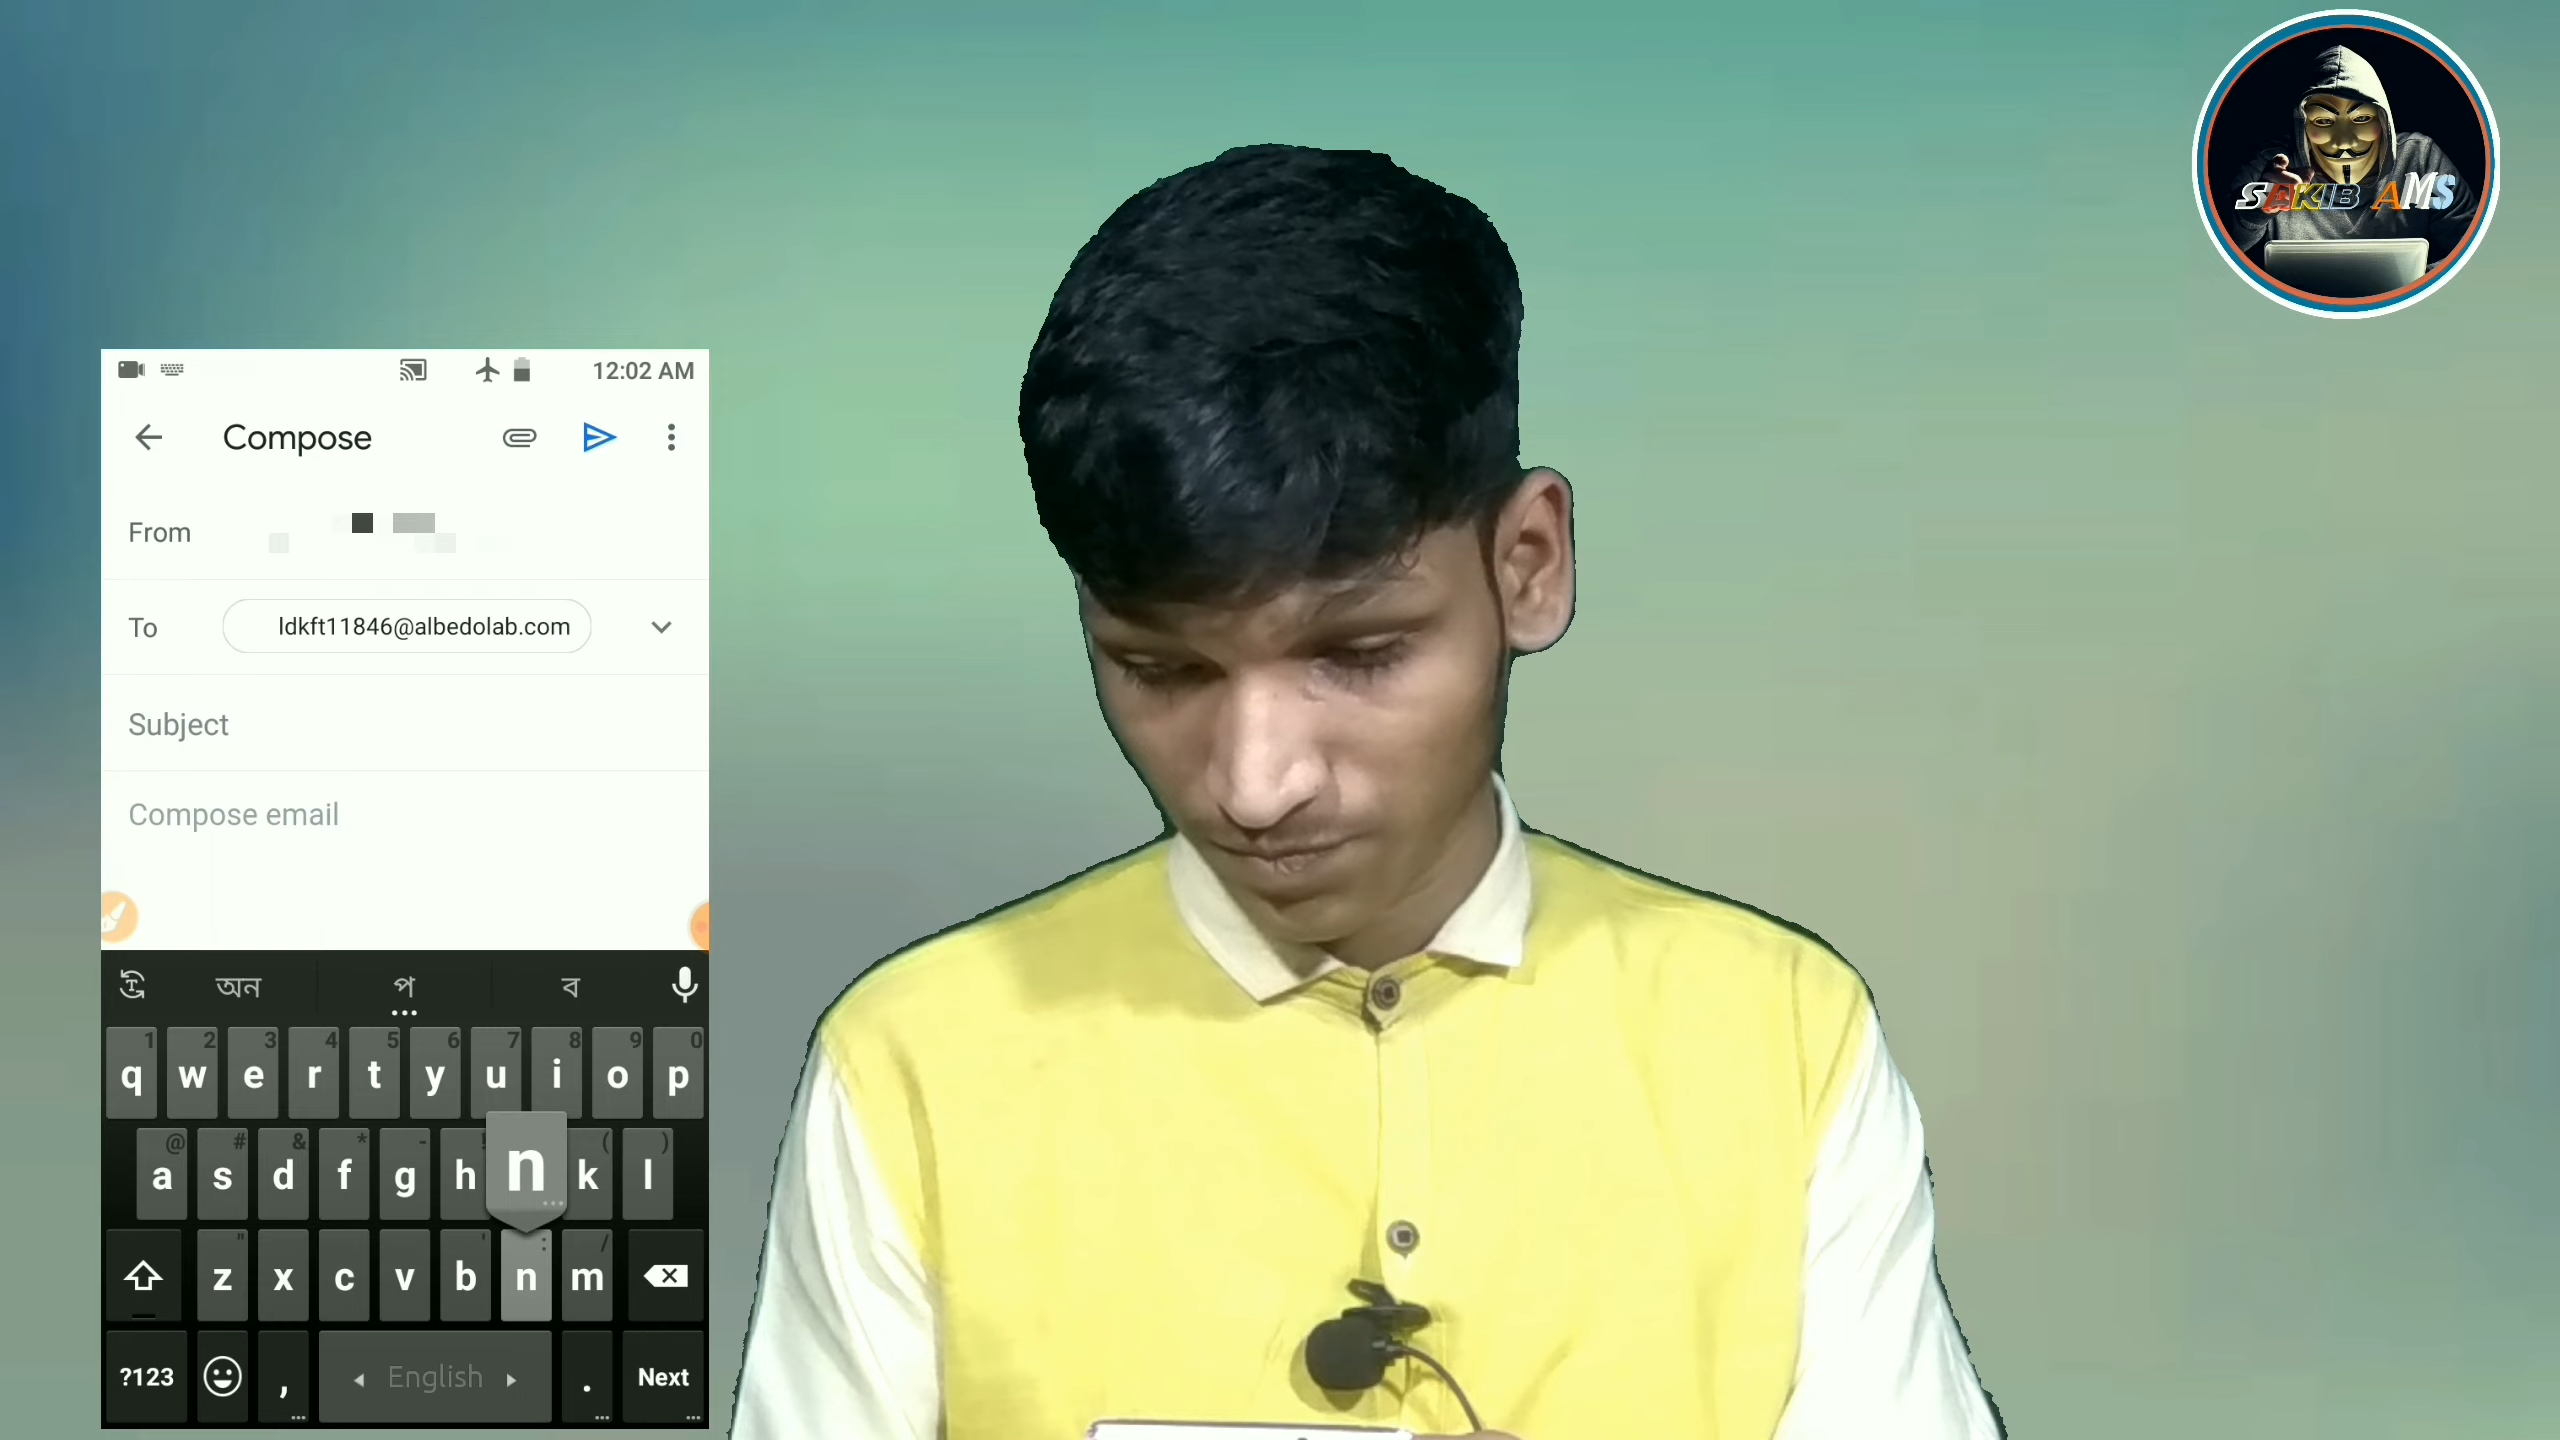 SAKIB AMS
12:02 AM
Compose
From
To ldkft11846@albedolab.com
Subject
Compose email
অন প ... ব
1 2 3 4 5 6 7 8 9 0
q w e r t y u i o p
@ # & * - ( )
a s d f g h n k l
" ' : /
z x c v b n m
?123 , English . Next